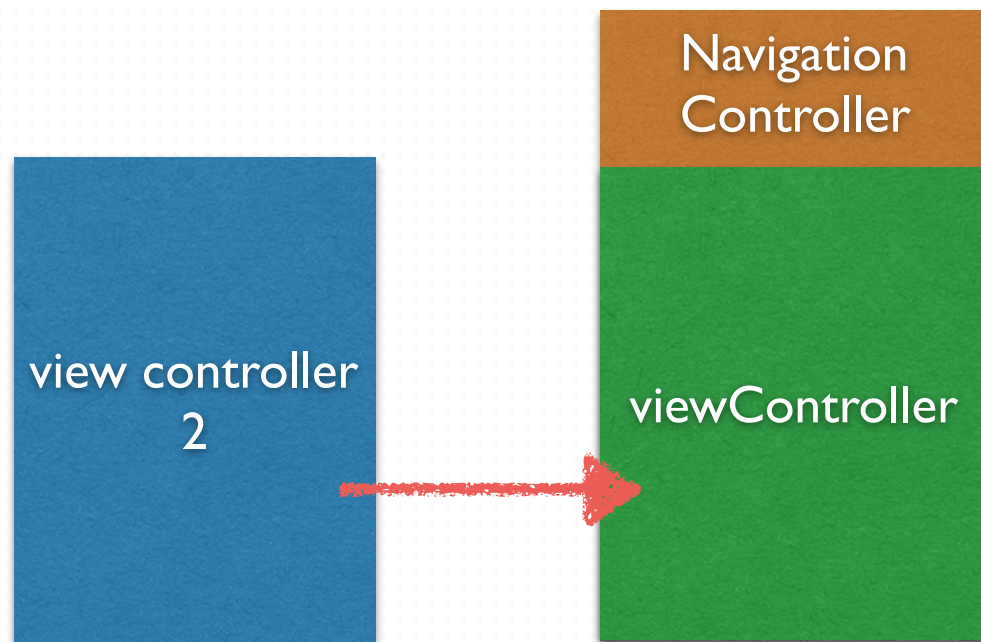 Navigation
Controller
view controller
2
viewController